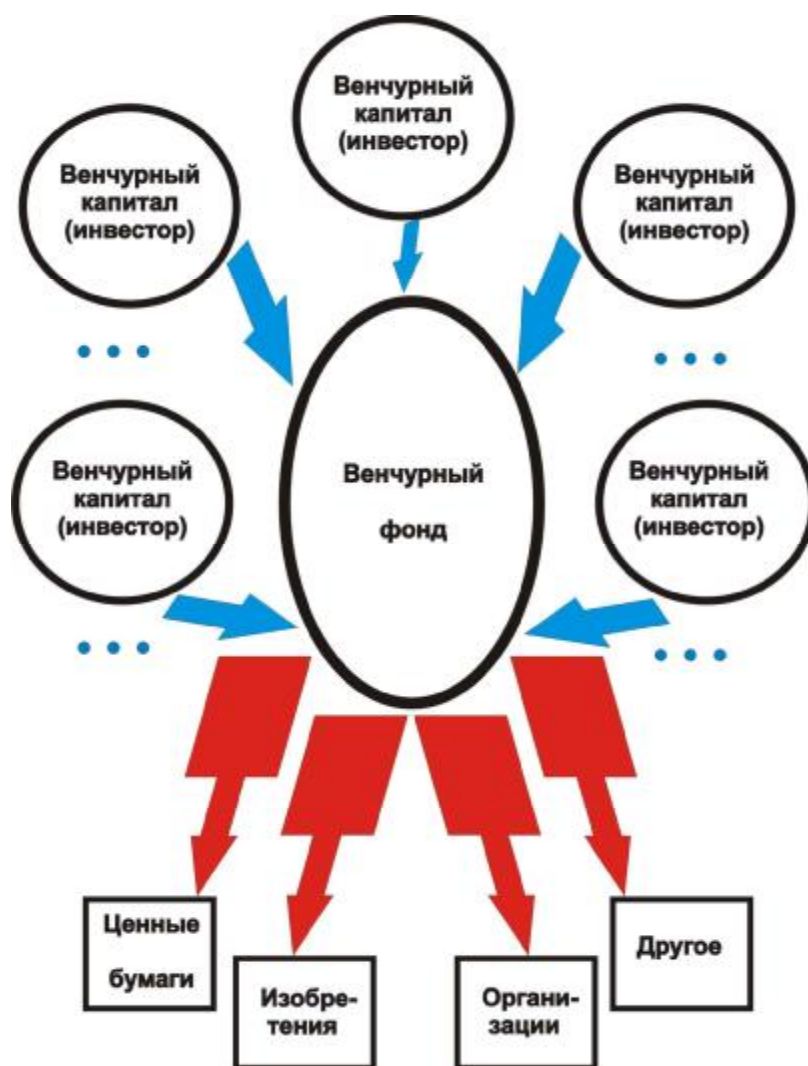 Венчурный
капитал
(инвестор)
Венчурный
капитал
(инвестор)
Венчурный
капитал
(инвестор)
Венчурный
капитал
(инвестор)
Венчурный
фонд
Венчурный
капитал
(инвестор)
Ценные
бумаги
Изобре-
тения
Органи-
зации
Другое